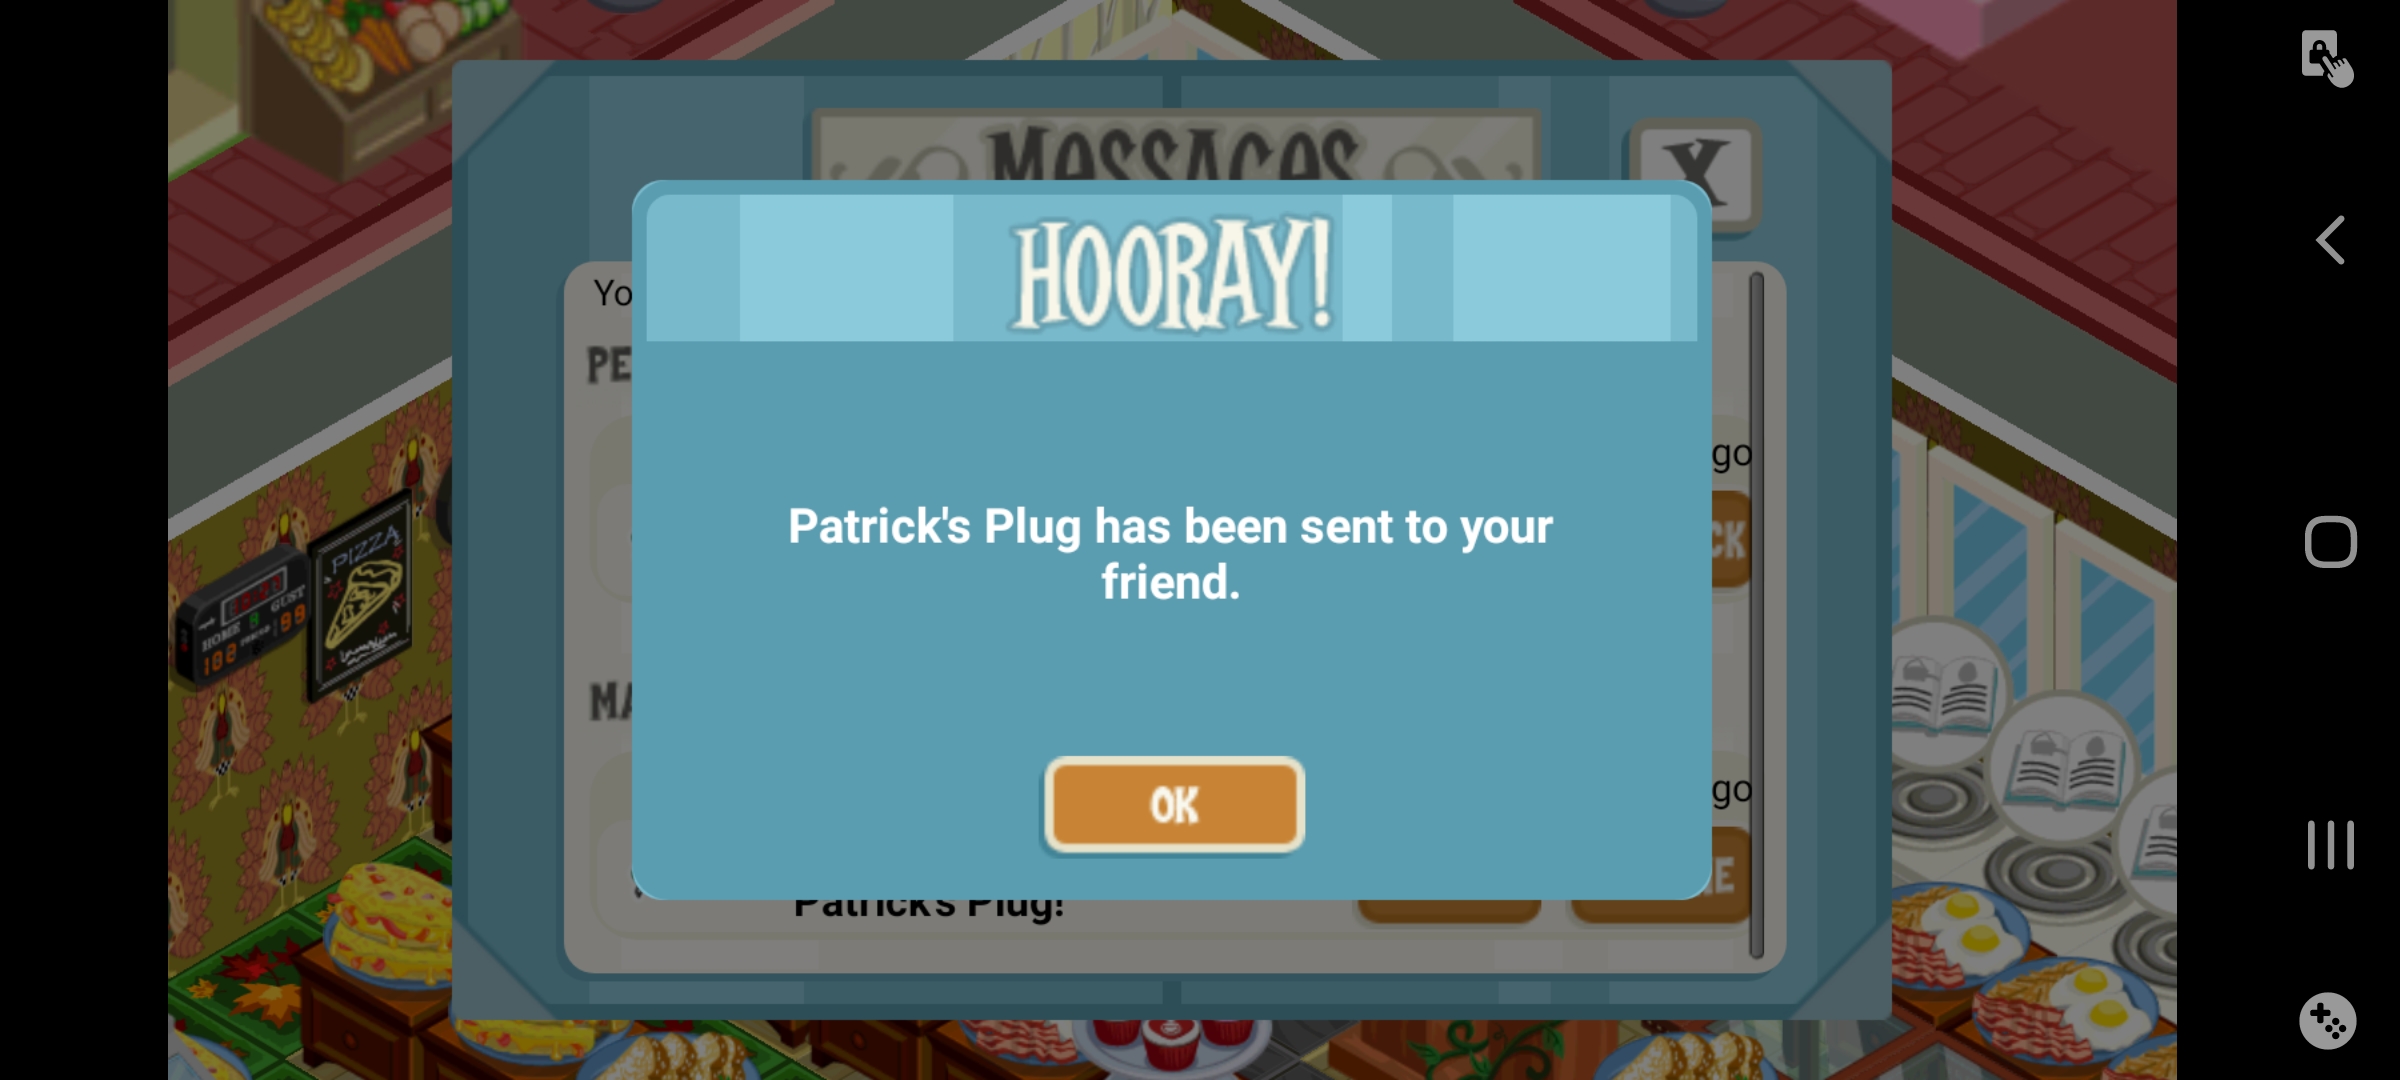 MESSAGES
X
HOORAY!
Yo
PE
go
Patrick's Plug has been sent to your
friend.
CK
PIZZA
HOME
GUST
MA
go
OK
E
Patrick's Plug!